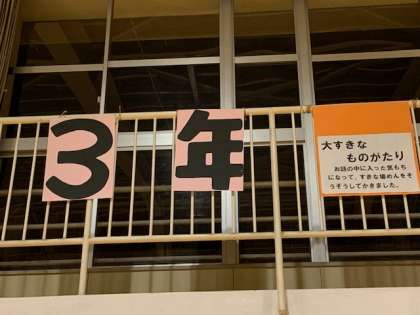 3年
大すきな
ものがたり
お話の中に入った気もち
になって、すきな場めんをそ
うぞうしてかきました。